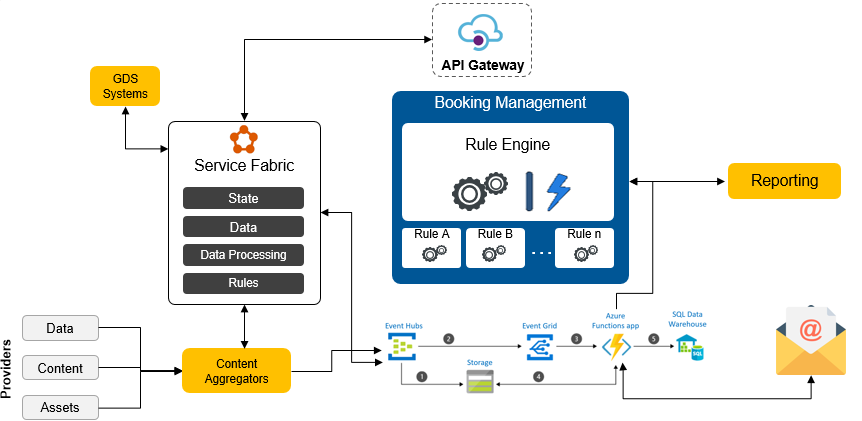 API Gateway
GDS
Systems
Booking Management
Rule Engine
Service Fabric
State
Data
Data Processing
Rules
Reporting
Rule A
Rule B
...
Rule n
Providers
Data
Content
Assets
Content
Aggregators
Event Hubs
2
Event Grid
3
Azure
Functions app
5
SQL Data
Warehouse
SQL
1
Storage
4
@